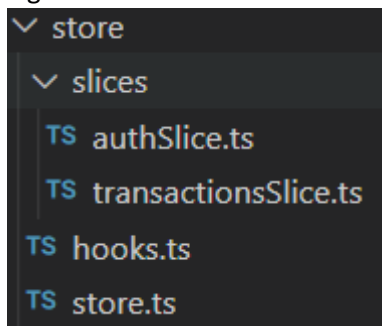 store
slices
TS authSlice.ts
TS transactionsSlice.ts
TS hooks.ts
TS store.ts